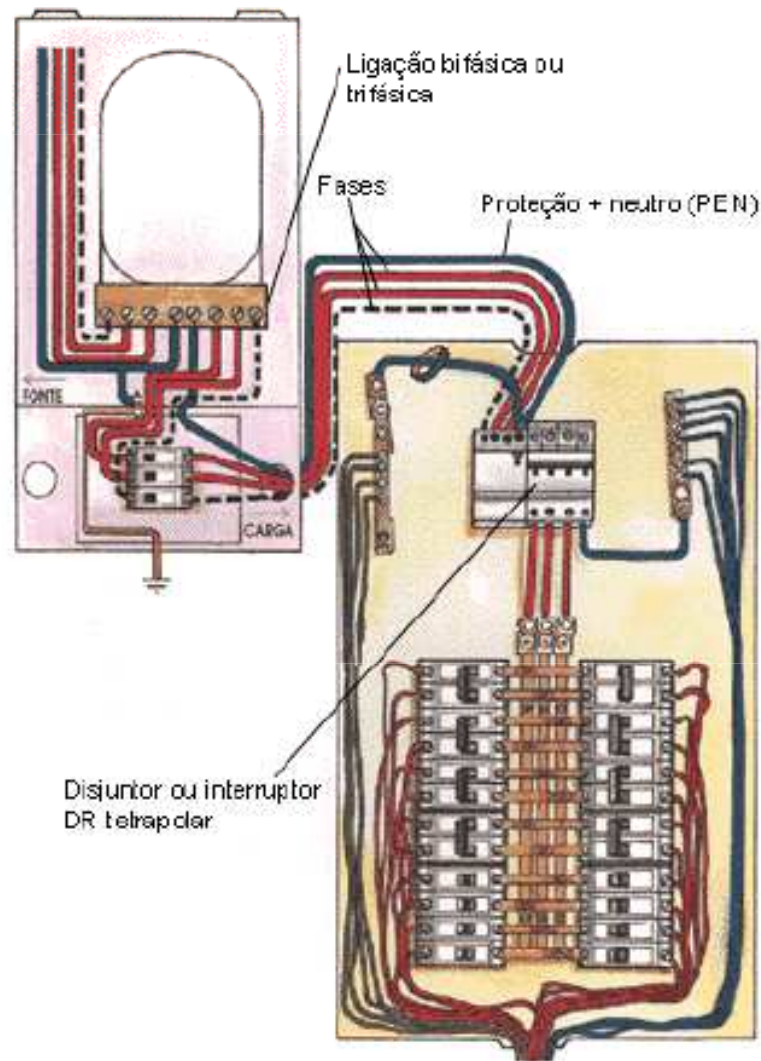 Ligação bifásica ou
trifásica
Fases
Proteção + neutro (PEN)
FONTE
CARGA
Disjuntor ou interruptor
DR tetrapolar